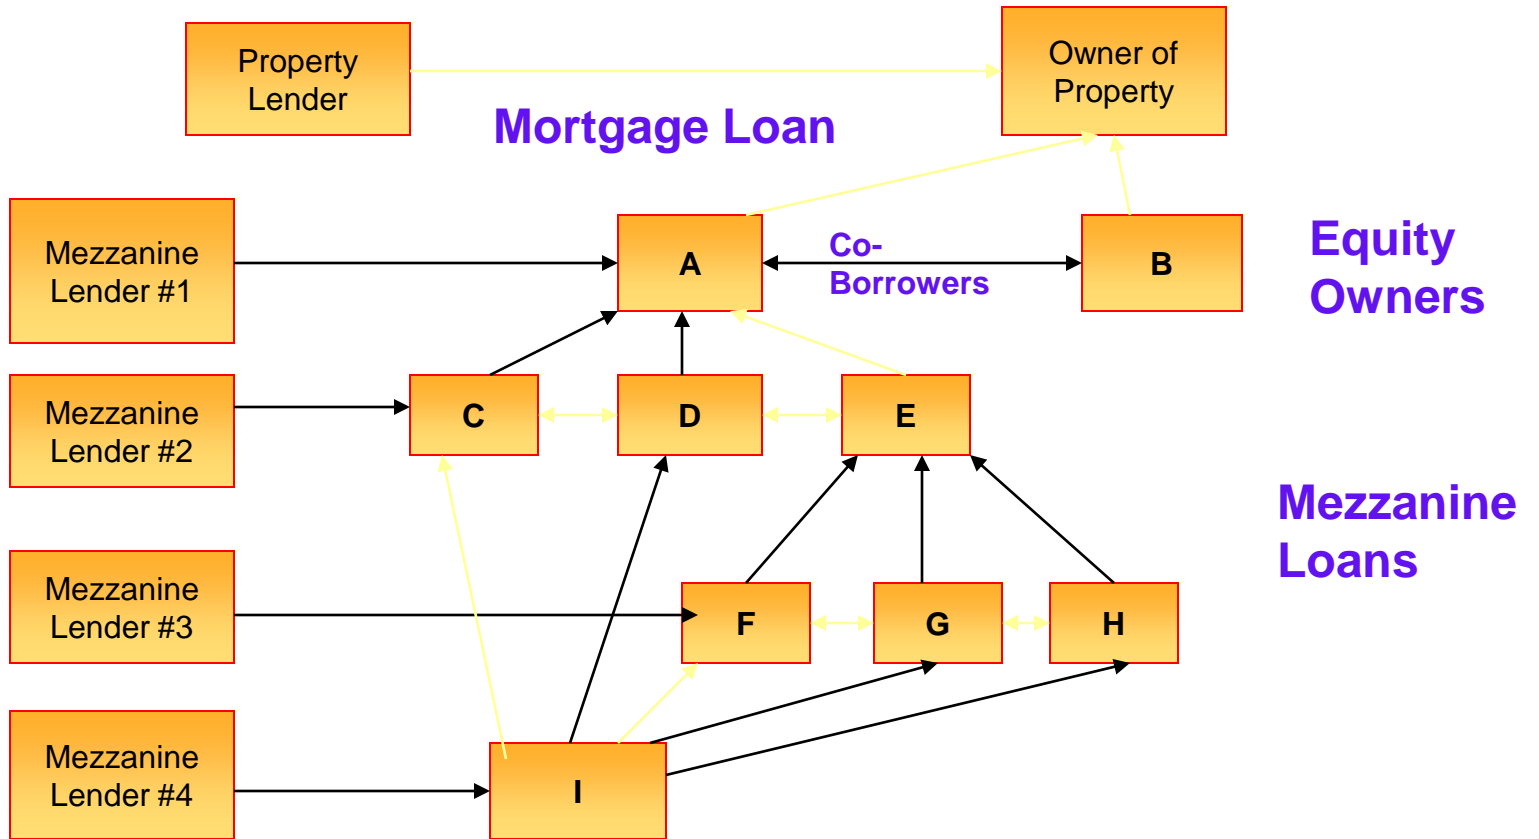 Property
Lender
Owner of
Property
Mortgage Loan
Mezzanine
Lender #1
A
Co-
Borrowers
B
Equity
Owners
Mezzanine
Lender #2
C
D
E
Mezzanine
Loans
Mezzanine
Lender #3
F
G
H
Mezzanine
Lender #4
I